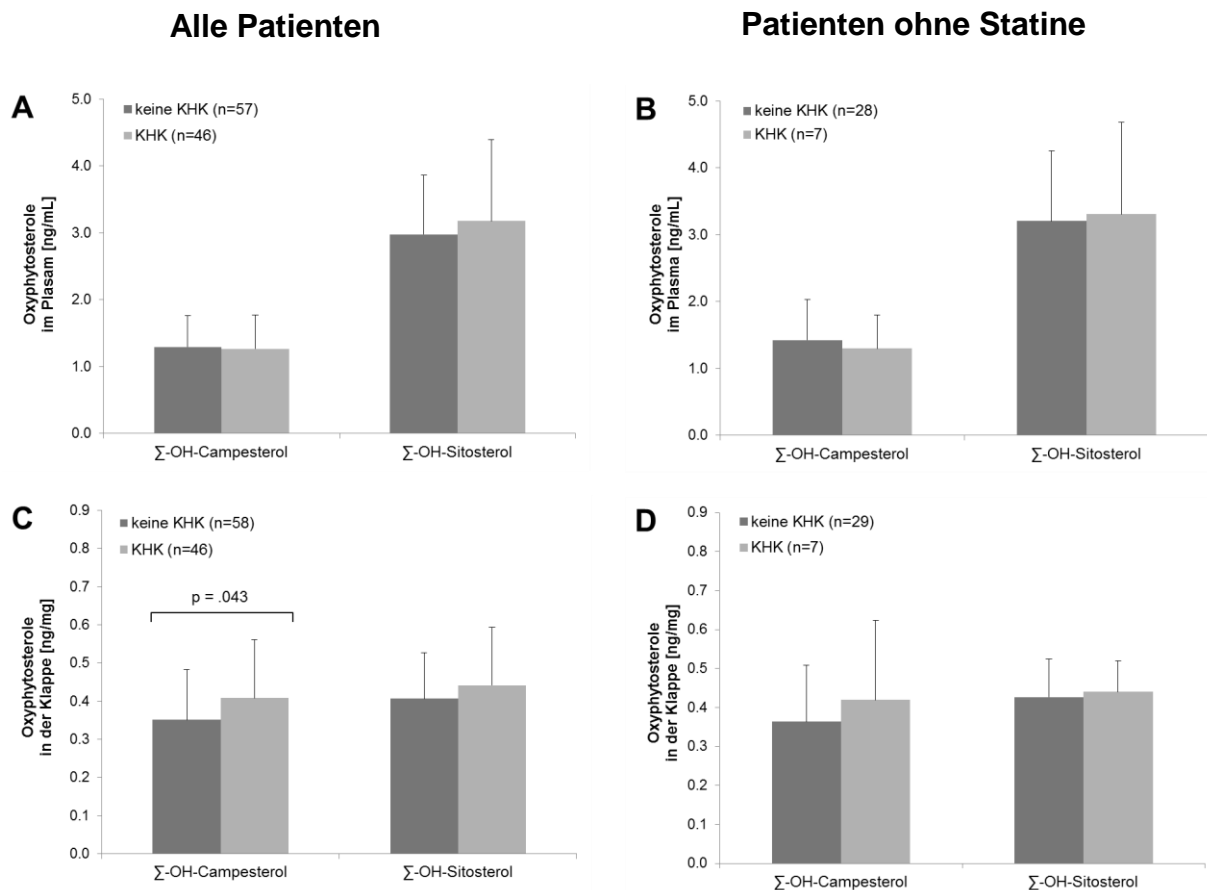 Alle Patienten
Patienten ohne Statine
A
5.0
4.0
3.0
2.0
1.0
0.0
Oxyphytosterole
im Plasam [ng/mL]
keine KHK (n=57)
KHK (n=46)
∑-OH-Campesterol
∑-OH-Sitosterol
B
5.0
4.0
3.0
2.0
1.0
0.0
Oxyphytosterole
im Plasma [ng/mL]
keine KHK (n=28)
KHK (n=7)
∑-OH-Campesterol
∑-OH-Sitosterol
C
0.9
0.8
0.7
0.6
0.5
0.4
0.3
0.2
0.1
0.0
Oxyphytosterole
in der Klappe [ng/mg]
keine KHK (n=58)
KHK (n=46)
p = .043
∑-OH-Campesterol
∑-OH-Sitosterol
D
0.9
0.8
0.7
0.6
0.5
0.4
0.3
0.2
0.1
0.0
Oxyphytosterole
in der Klappe [ng/mg]
keine KHK (n=29)
KHK (n=7)
∑-OH-Campesterol
∑-OH-Sitosterol